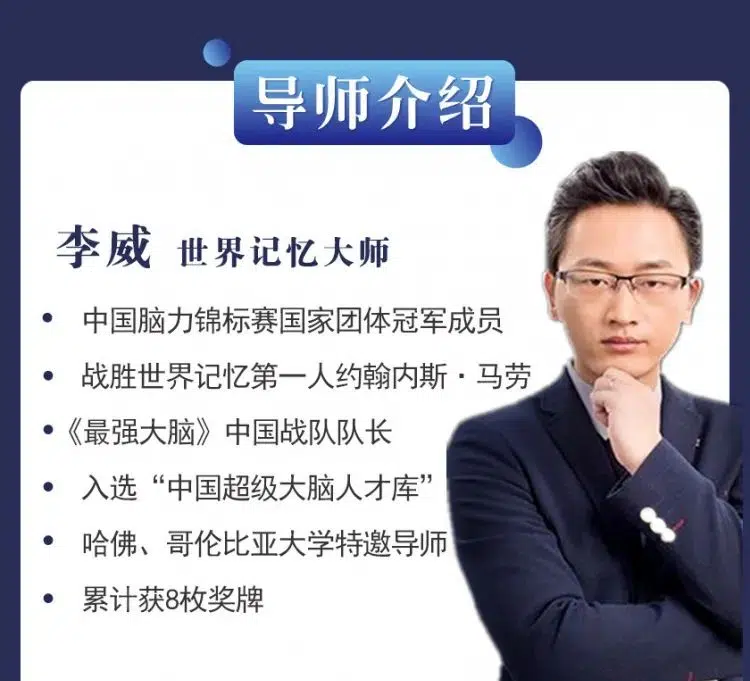 导师介绍
李威 世界记忆大师
• 中国脑力锦标赛国家团体冠军成员
• 战胜世界记忆第一人约翰内斯·马劳
•《最强大脑》中国战队队长
• 入选“中国超级大脑人才库”
• 哈佛、哥伦比亚大学特邀导师
• 累计获8枚奖牌